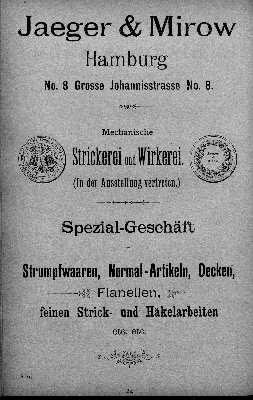 Jaeger & Mirow
Hamburg
No. 8 Grosse Johannisstrasse No. 8.
Mechanische
Strickerei und Wirkerei.
(In der Ausstellung vertreten.)
Spezial-Geschäft
Strumpfwaaren, Normal-Artikeln, Decken,
Flanellen,
feinen Strick- und Häkelarbeiten
etc. etc.